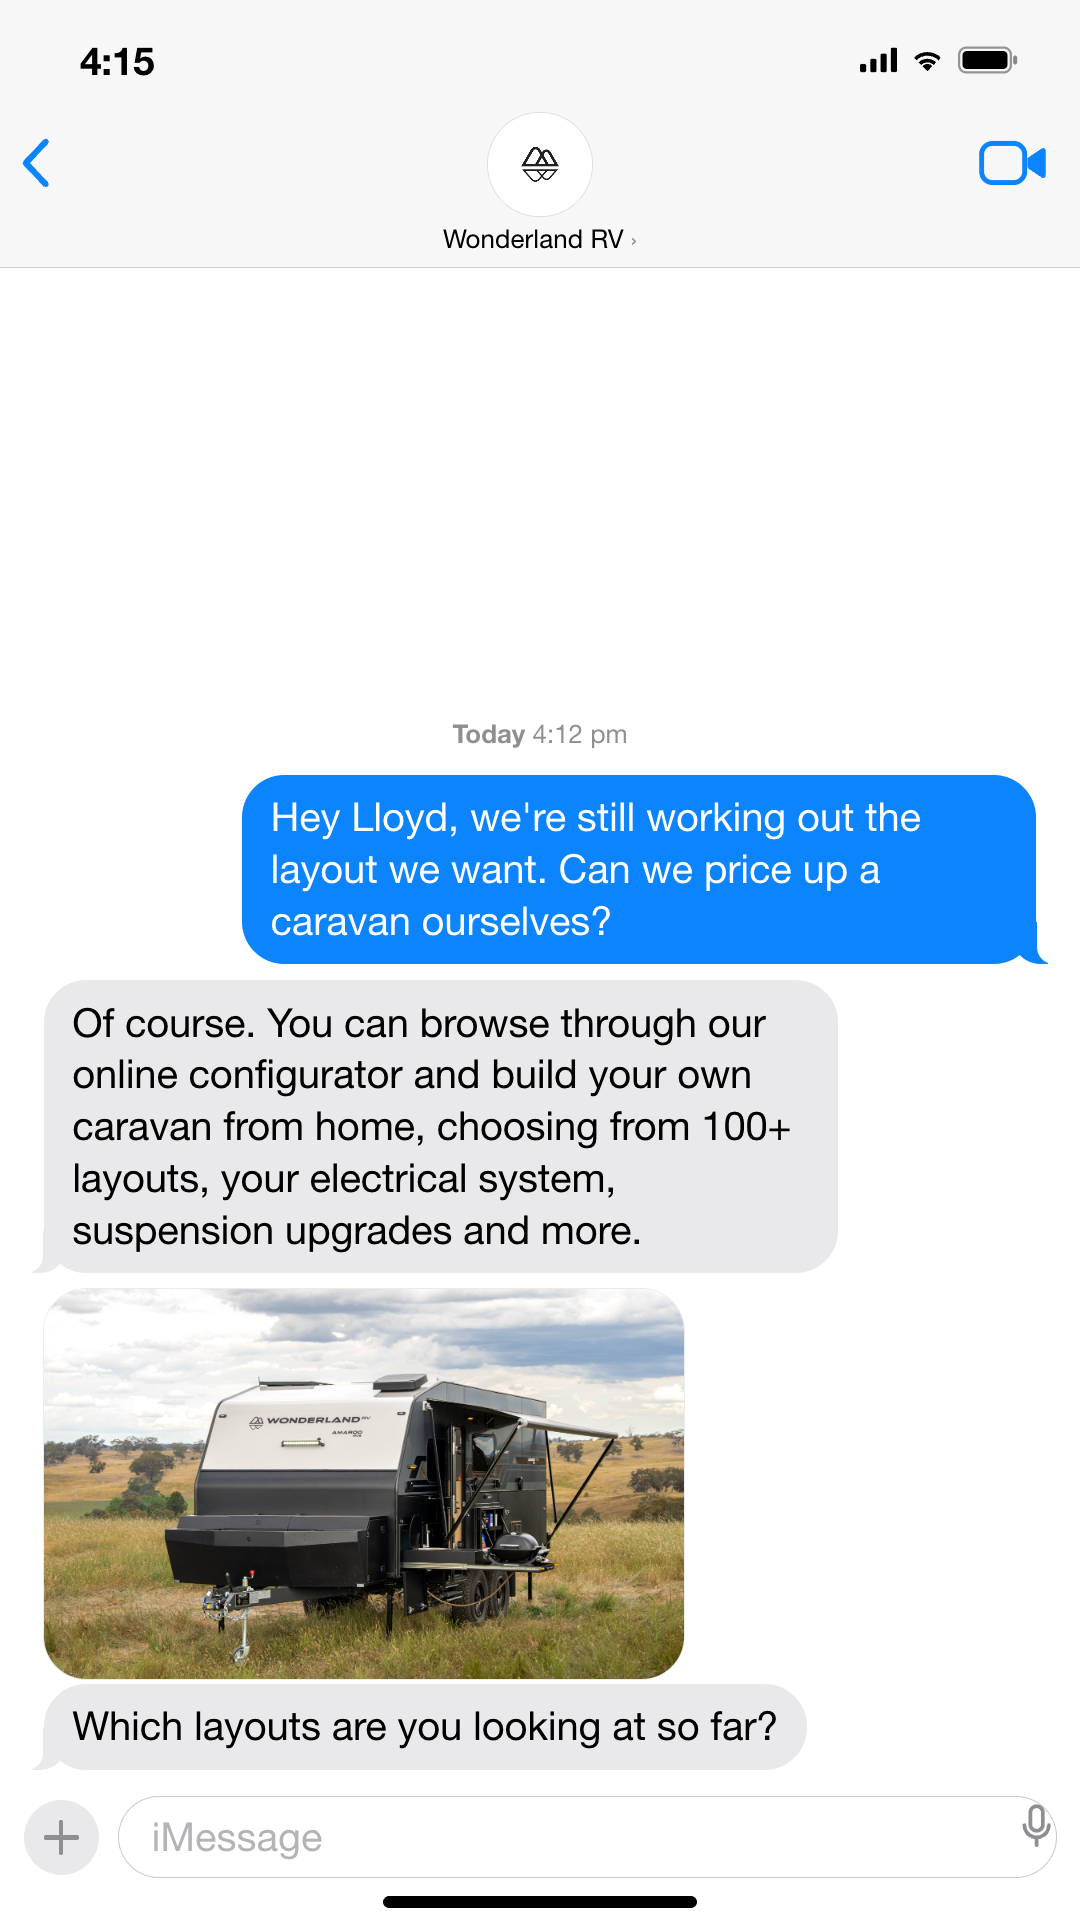 4:15
Wonderland RV ›
Today 4:12 pm
Hey Lloyd, we're still working out the
layout we want. Can we price up a
caravan ourselves?
Of course. You can browse through our
online configurator and build your own
caravan from home, choosing from 100+
layouts, your electrical system,
suspension upgrades and more.
WONDERLAND RV
AMAROO
Which layouts are you looking at so far?
iMessage